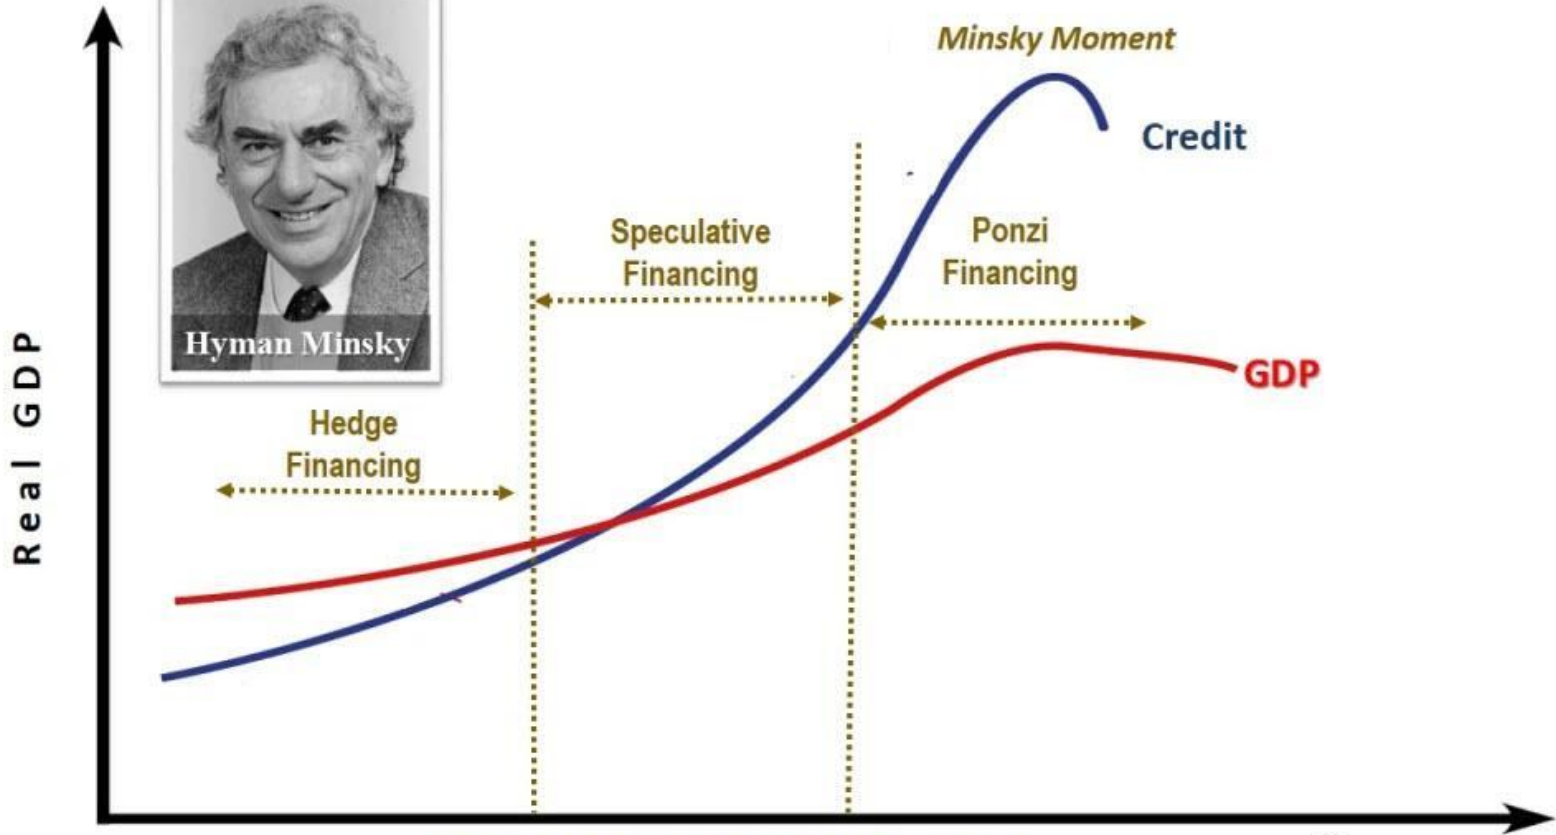 Minsky Moment
Credit
Speculative
Financing
Ponzi
Financing
Hyman Minsky
Real GDP
GDP
Hedge
Financing